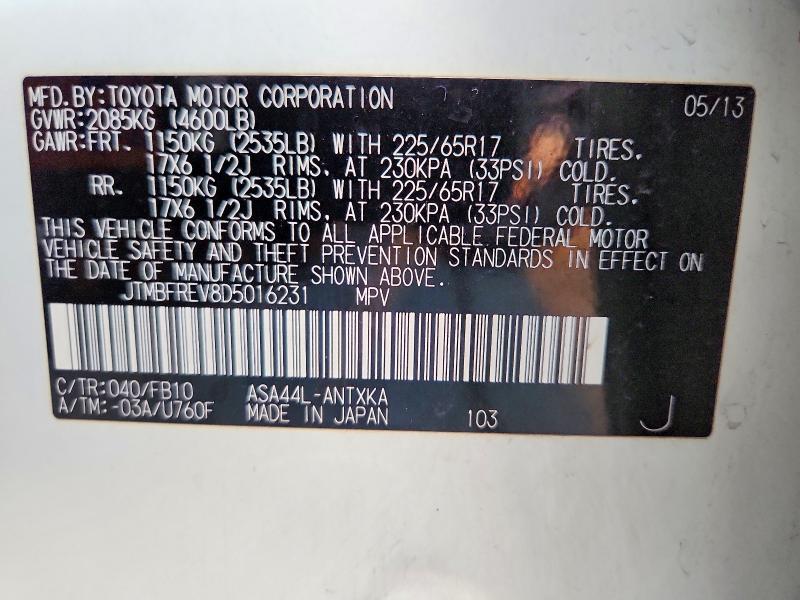 MFD.BY:TOYOTA MOTOR CORPORATION 05/13
GVWR:2085KG (4600LB)
GAWR:FRT. 1150KG (2535LB) WITH 225/65R17 TIRES.
17X6 1/2J RIMS. AT 230KPA (33PSI) COLD.
RR. 1150KG (2535LB) WITH 225/65R17 TIRES.
17X6 1/2J RIMS. AT 230KPA (33PSI) COLD.
THIS VEHICLE CONFORMS TO ALL APPLICABLE FEDERAL MOTOR
VEHICLE SAFETY AND THEFT PREVENTION STANDARDS IN EFFECT ON
THE DATE OF MANUFACTURE SHOWN ABOVE.
JTMBFREV8D5016231 MPV
C/TR:040/FB10 ASA44L-ANTXKA
A/TM:-03A/U760F MADE IN JAPAN 103 J